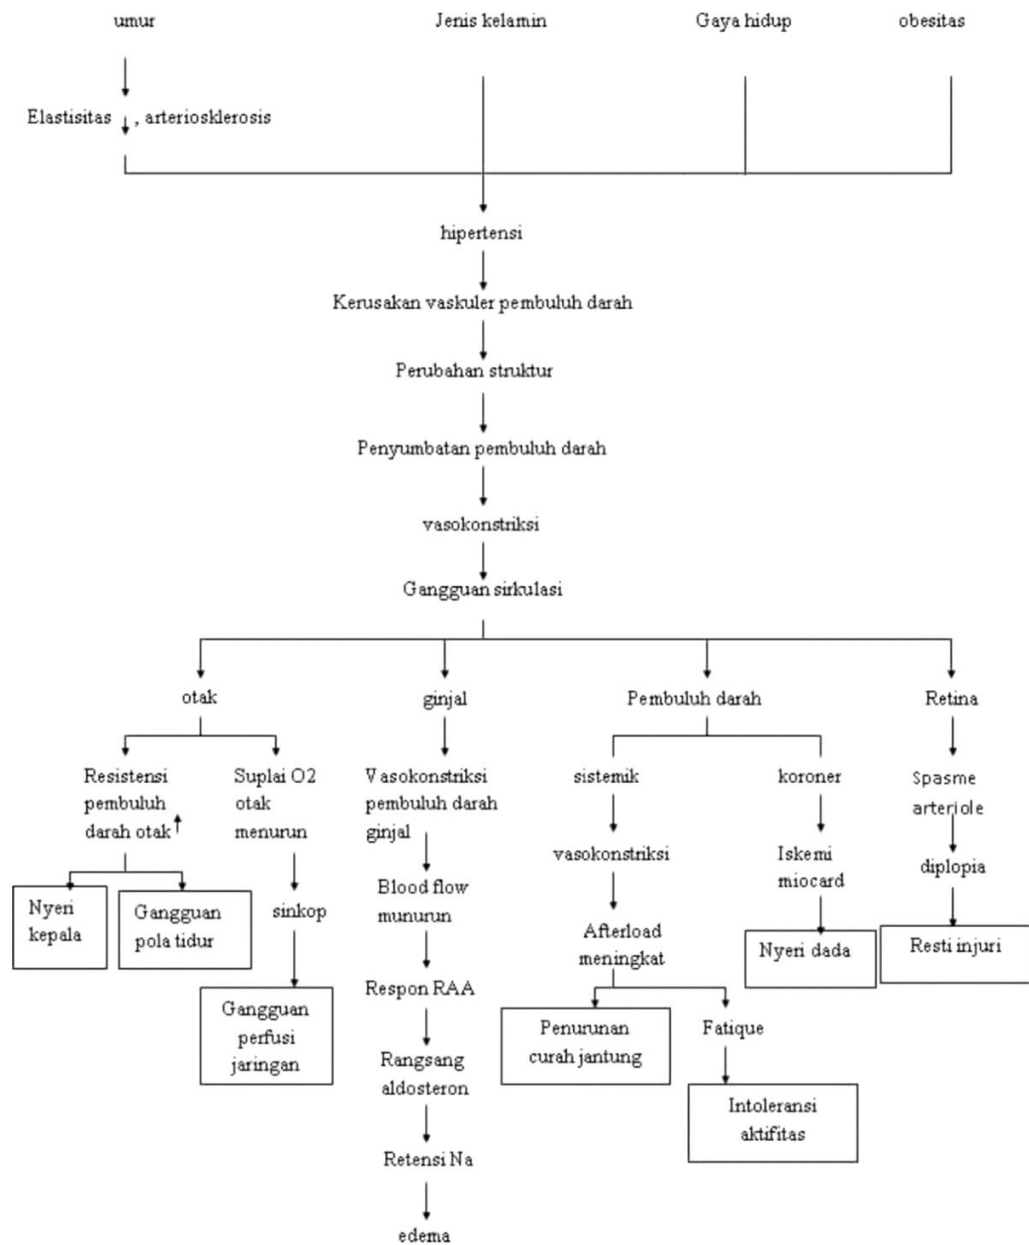 umur
Jenis kelamin
Gaya hidup
obesitas
Elastisitas ↓ , arteriosklerosis
hipertensi
Kerusakan vaskuler pembuluh darah
Perubahan struktur
Penyumbatan pembuluh darah
vasokonstriksi
Gangguan sirkulasi
otak
ginjal
Pembuluh darah
Retina
Resistensi
pembuluh
darah otak ↑
Suplai O2
otak
menurun
Vasokonstriksi
pembuluh darah
ginjal
sistemik
koroner
Spasme
arteriole
vasokonstriksi
Iskemi
miocard
diplopia
Nyeri
kepala
Gangguan
pola tidur
sinkop
Blood flow
munurun
Afterload
meningkat
Nyeri dada
Resti injuri
Gangguan
perfusi
jaringan
Respon RAA
Penurunan
curah jantung
Fatique
Rangsang
aldosteron
Intoleransi
aktifitas
Retensi Na
edema